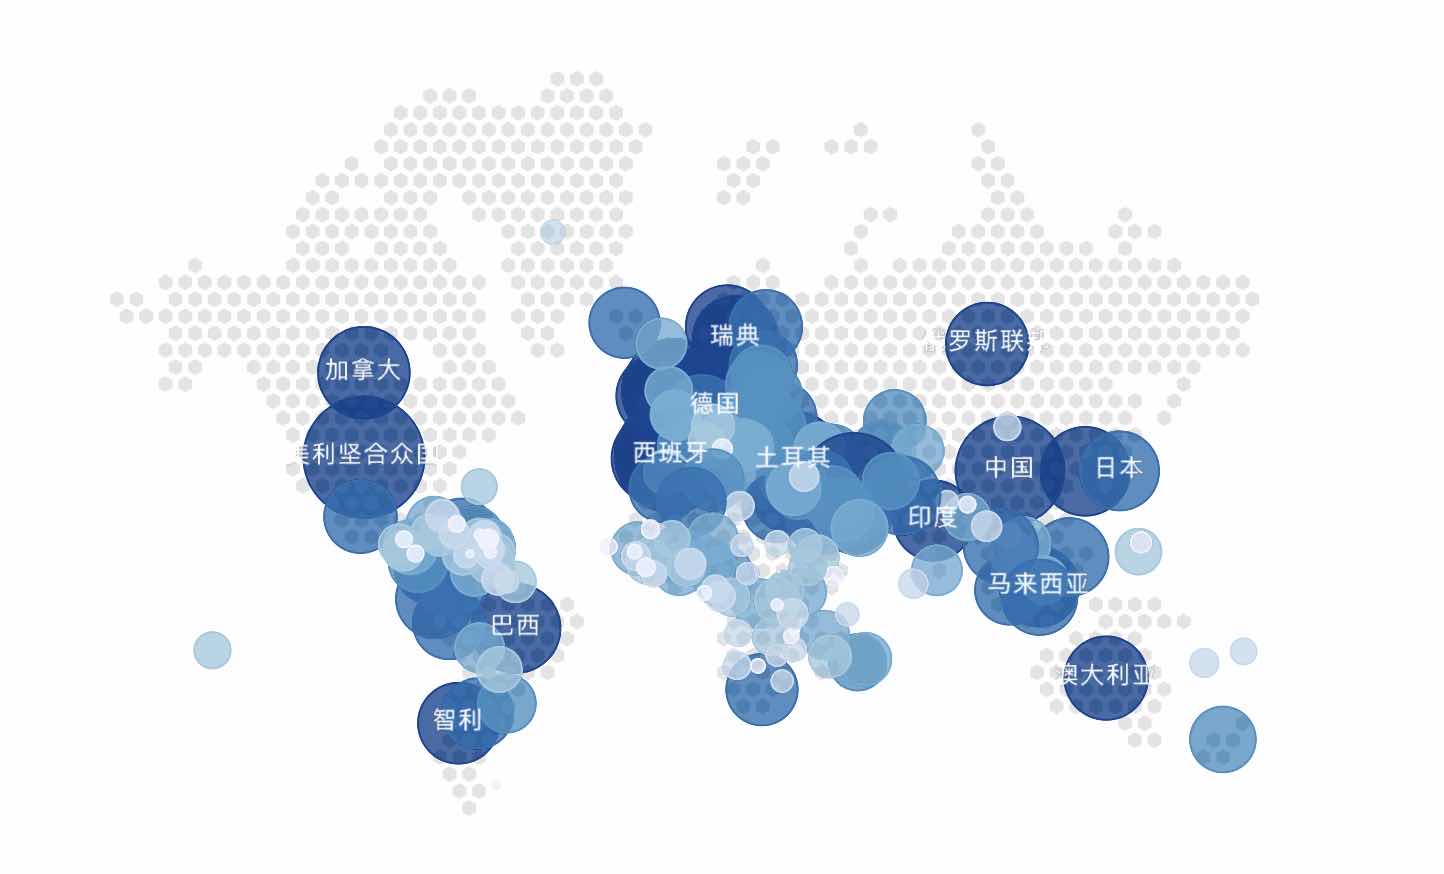 瑞典
俄罗斯联邦
加拿大
德国
美利坚合众国
西班牙
土耳其
中国
日本
印度
马来西亚
巴西
澳大利亚
智利